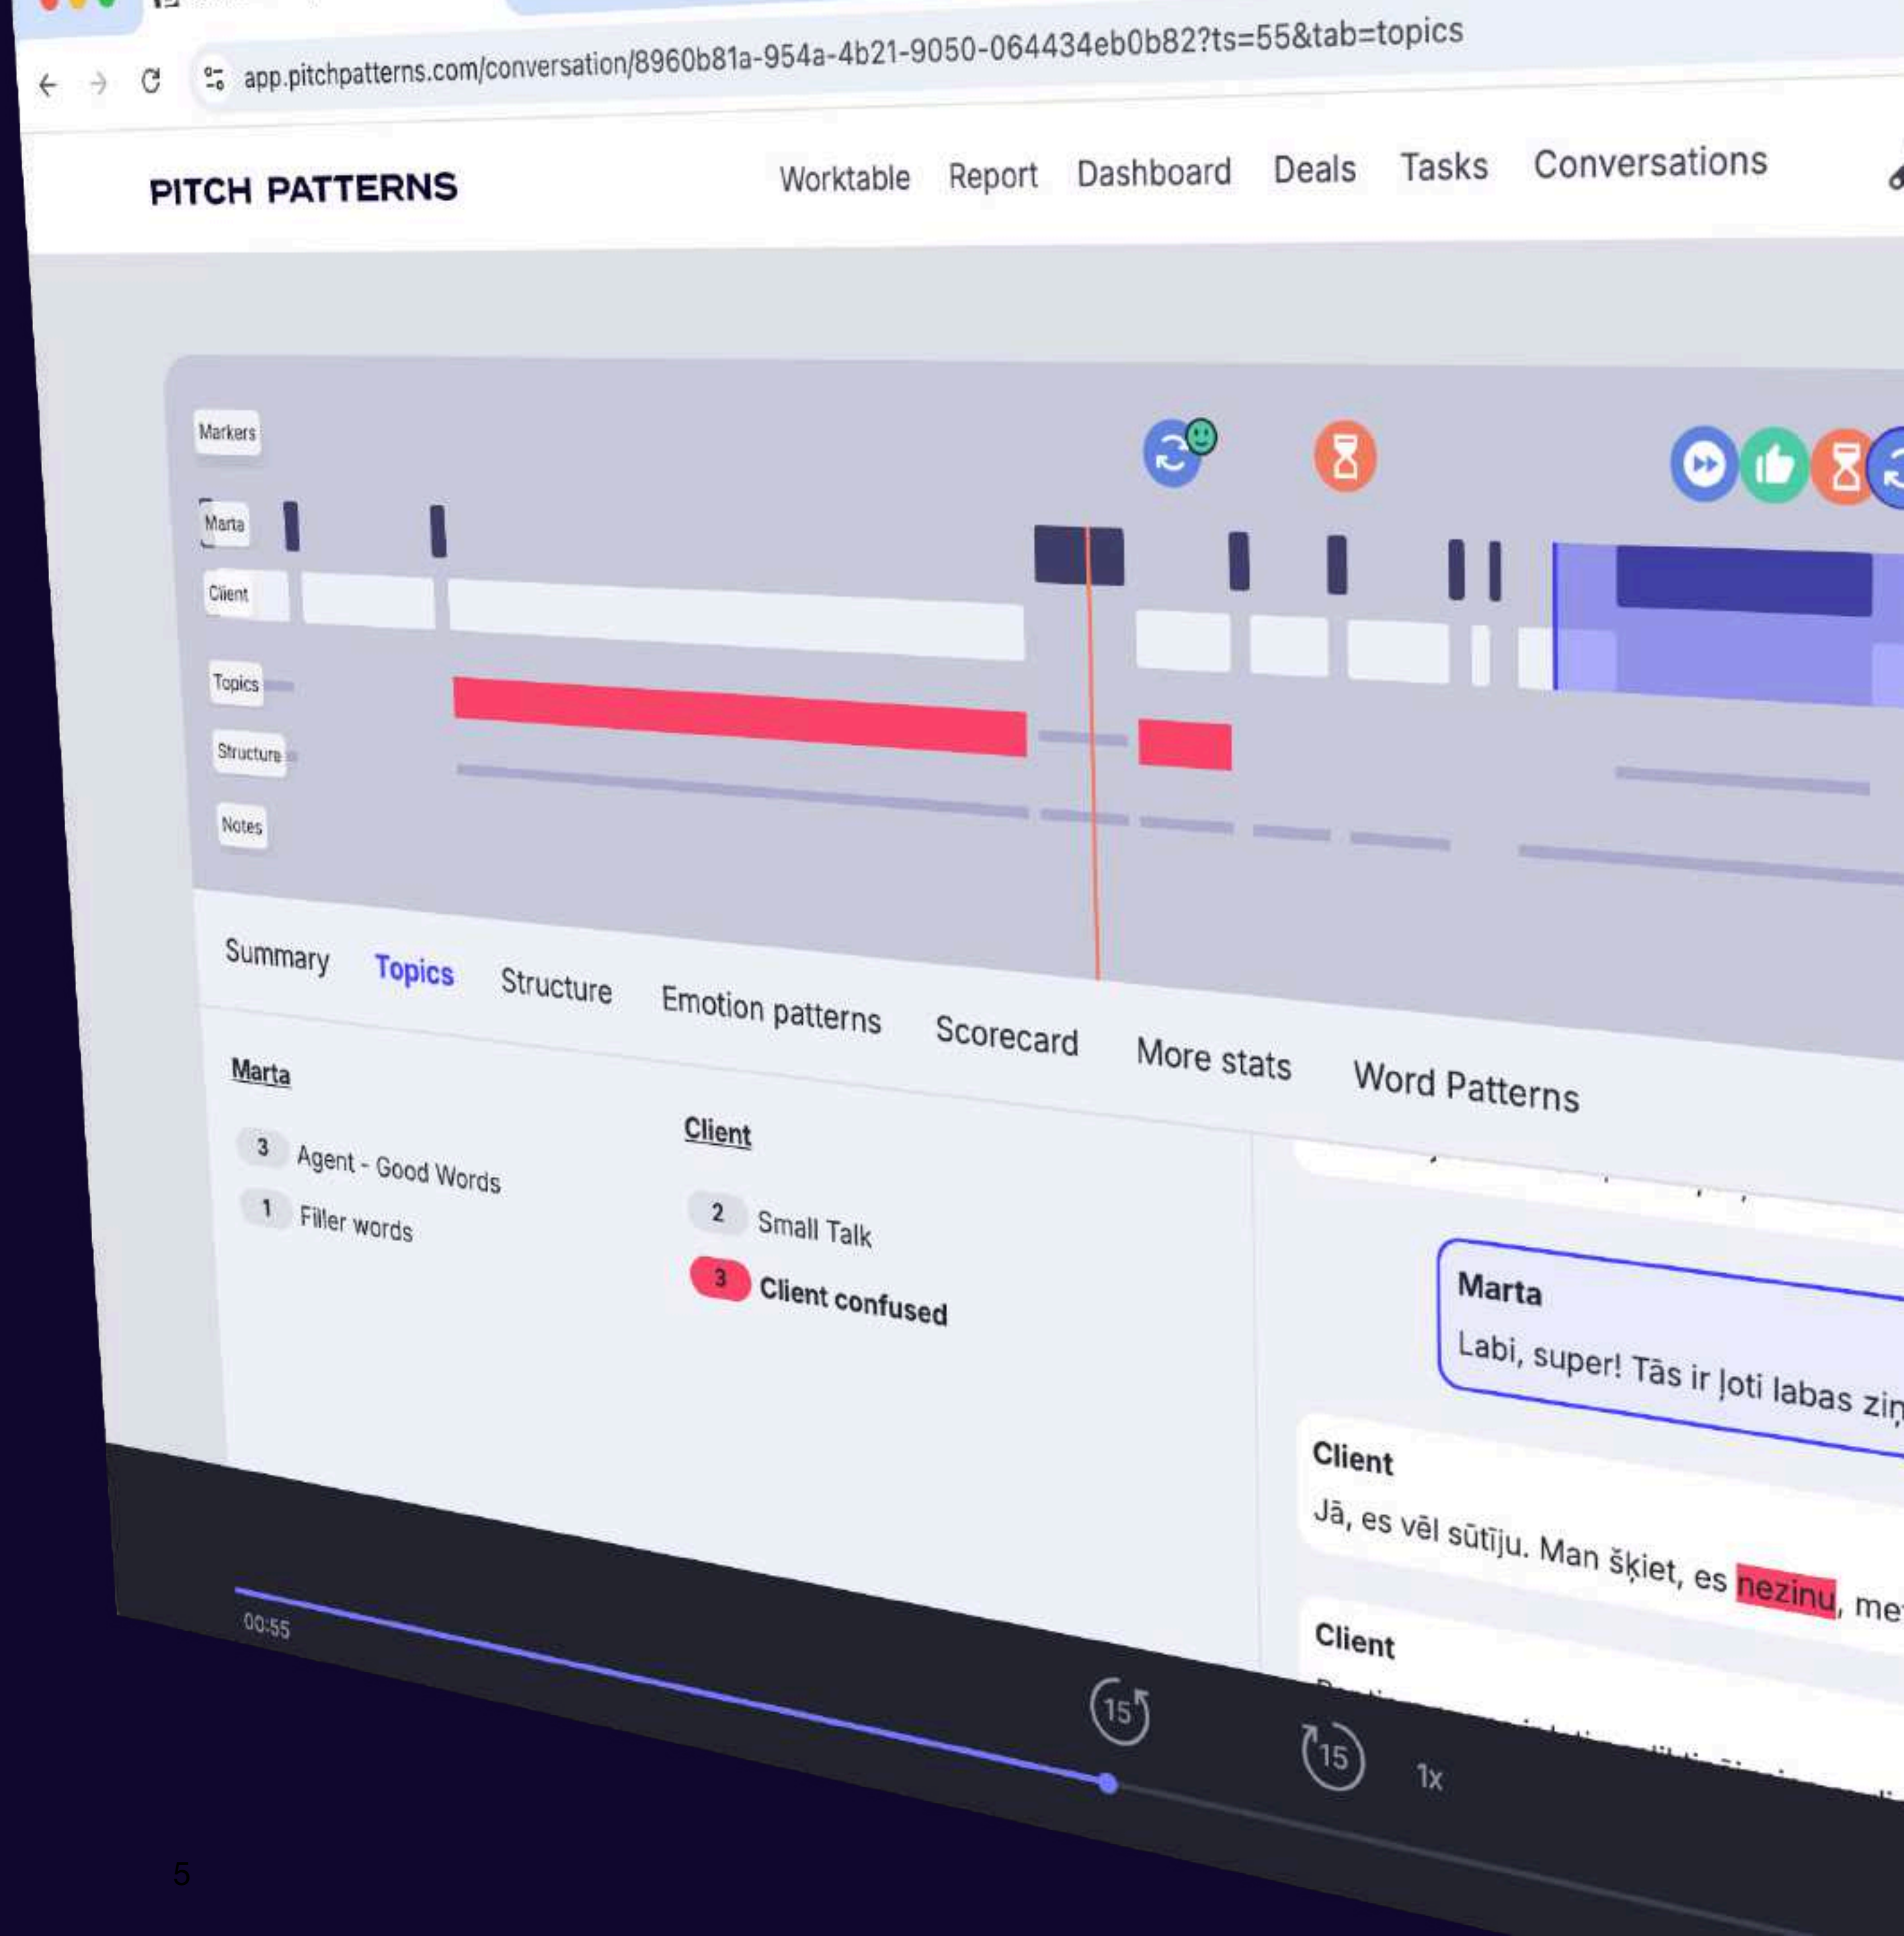 app.pitchpatterns.com/conversation/8960b81a-954a-4b21-9050-064434eb0b82?ts=55&tab=topics
PITCH PATTERNS
Worktable Report Dashboard Deals Tasks Conversations
Markers
Marta
Client
Topics
Structure
Notes
Summary Topics Structure Emotion patterns Scorecard More stats Word Patterns
Marta
3 Agent - Good Words
1 Filler words
Client
2 Small Talk
3 Client confused
Marta
Labi, super! Tās ir ļoti labas ziņ
Client
Jā, es vēl sūtīju. Man šķiet, es nezinu, me
Client
00:55
15
15
1x
5